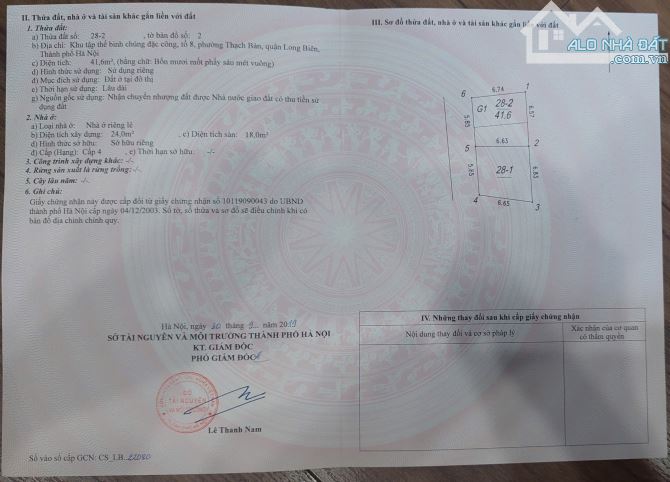 II. Thửa đất, nhà ở và tài sản khác gắn liền với đất
1. Thửa đất:
a) Thửa đất số: 28-2 , tờ bản đồ số: 2
b) Địa chỉ: Khu tập thể binh chủng đặc công, tổ 8, phường Thạch Bàn, quận Long Biên,
Thành phố Hà Nội
c) Diện tích: 41,6m², (bằng chữ: Bốn mươi mốt phẩy sáu mét vuông)
d) Hình thức sử dụng: Sử dụng riêng
đ) Mục đích sử dụng: Đất ở tại đô thị
e) Thời hạn sử dụng: Lâu dài
g) Nguồn gốc sử dụng: Nhận chuyển nhượng đất được Nhà nước giao đất có thu tiền sử
dụng đất
2. Nhà ở:
a) Loại nhà ở: Nhà ở riêng lẻ
b) Diện tích xây dựng: 24,0m² , c) Diện tích sàn: 18,0m²
d) Hình thức sở hữu: Sở hữu riêng
đ) Cấp (Hạng): Cấp 4 , e) Thời hạn sở hữu: -/-
3. Công trình xây dựng khác: -/-
4. Rừng sản xuất là rừng trồng: -/-
5. Cây lâu năm: -/-
6. Ghi chú:
Giấy chứng nhận này được cấp đổi từ giấy chứng nhận số 10119090043 do UBND
thành phố Hà Nội cấp ngày 04/12/2003. Số tờ, số thửa và sơ đồ sẽ điều chỉnh khi có
bản đồ địa chính chính quy.
Hà Nội, ngày 20 tháng 9 năm 2019
SỞ TÀI NGUYÊN VÀ MÔI TRƯỜNG THÀNH PHỐ HÀ NỘI
KT. GIÁM ĐỐC
PHÓ GIÁM ĐỐC
SỞ
TÀI NGUYÊN
Lê Thanh Nam
Số vào sổ cấp GCN: CS_LB 22080
III. Sơ đồ thửa đất, nhà ở và tài sản khác gắn liền với đất
ALO NHÀ ĐẤT
6 6.74 1
G1 28-2
41.6
5.85 6.37
5 6.63 2
28-1
5.85 6.83
4 6.65 3
IV. Những thay đổi sau khi cấp giấy chứng nhận
Nội dung thay đổi và cơ sở pháp lý
Xác nhận của cơ quan
có thẩm quyền